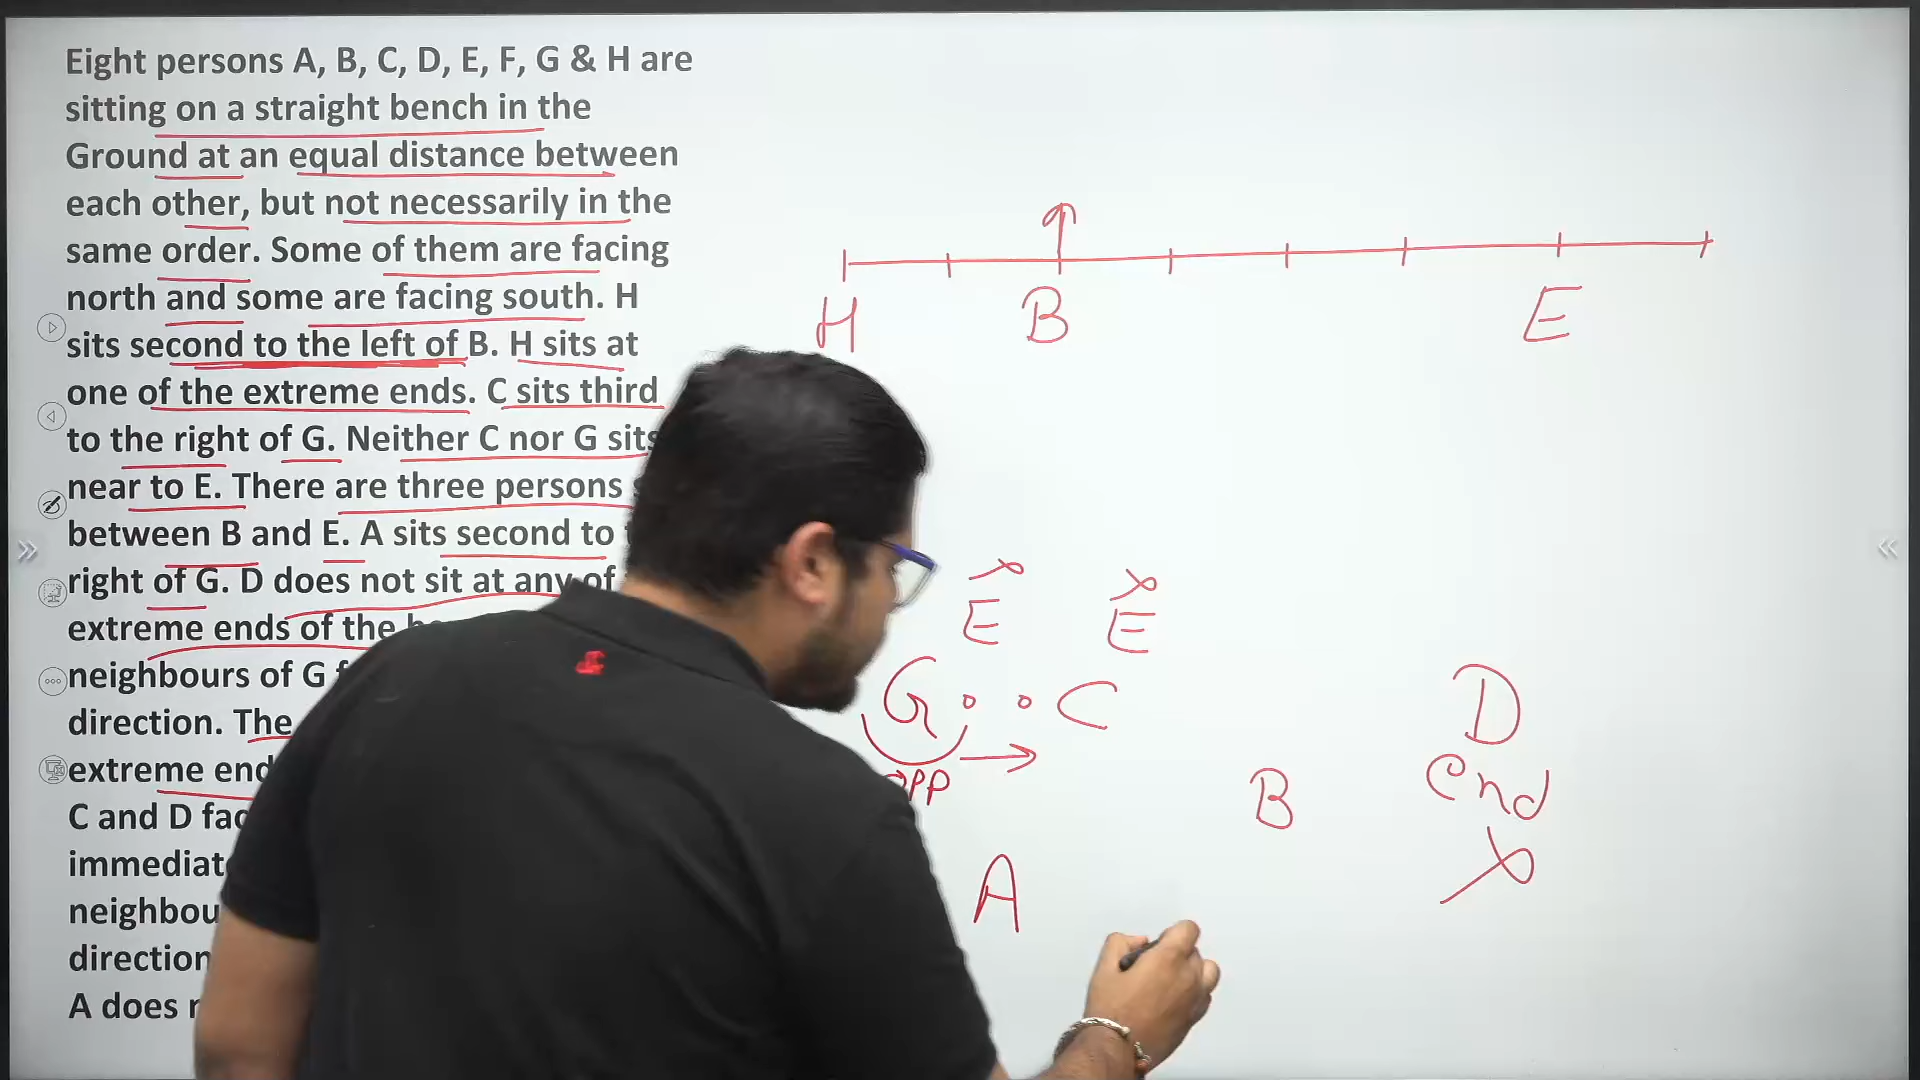 Eight persons A, B, C, D, E, F, G & H are
sitting on a straight bench in the
Ground at an equal distance between
each other, but not necessarily in the
same order. Some of them are facing
north and some are facing south. H
sits second to the left of B. H sits at
one of the extreme ends. C sits third
to the right of G. Neither C nor G sits
near to E. There are three persons
between B and E. A sits second to
right of G. D does not sit at any of
extreme ends of the
neighbours of G
direction. The
extreme end
C and D fac
immediat
neighbou
direction
A does
H B E
E E
G C
OPP
A
B
D
end